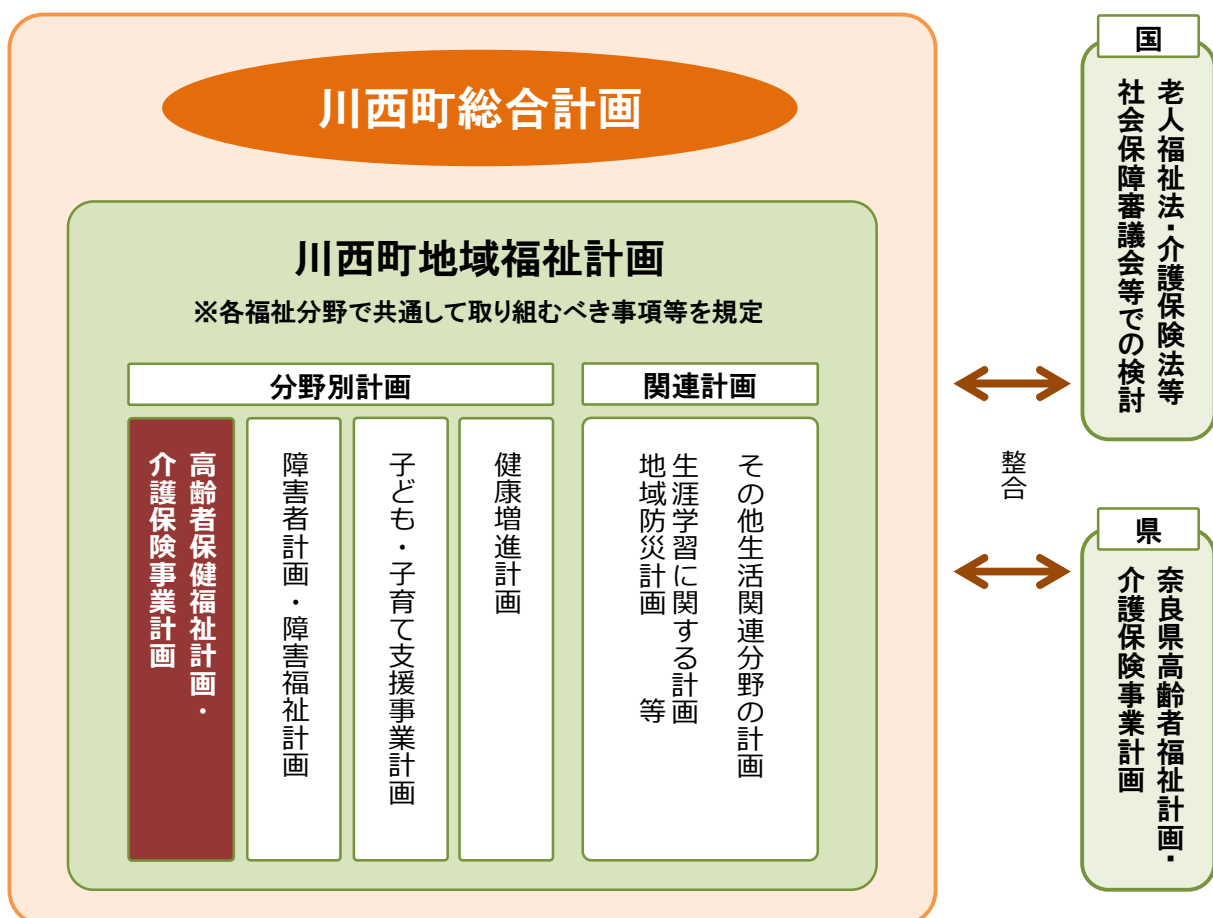 川西町総合計画
川西町地域福祉計画
※各福祉分野で共通して取り組むべき事項等を規定
分野別計画
高齢者保健福祉計画・
介護保険事業計画
障害者計画・障害福祉計画
子ども・子育て支援事業計画
健康増進計画
関連計画
その他生活関連分野の計画
生涯学習に関する計画
地域防災計画　等
整合
国
老人福祉法・介護保険法等
社会保障審議会等での検討
県
奈良県高齢者福祉計画・
介護保険事業計画